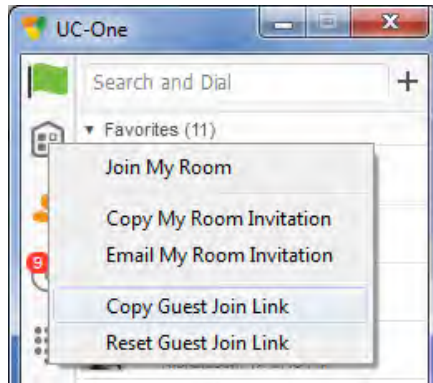 UC-One
Search and Dial
Favorites (11)
Join My Room
Copy My Room Invitation
Email My Room Invitation
9
Copy Guest Join Link
Reset Guest Join Link